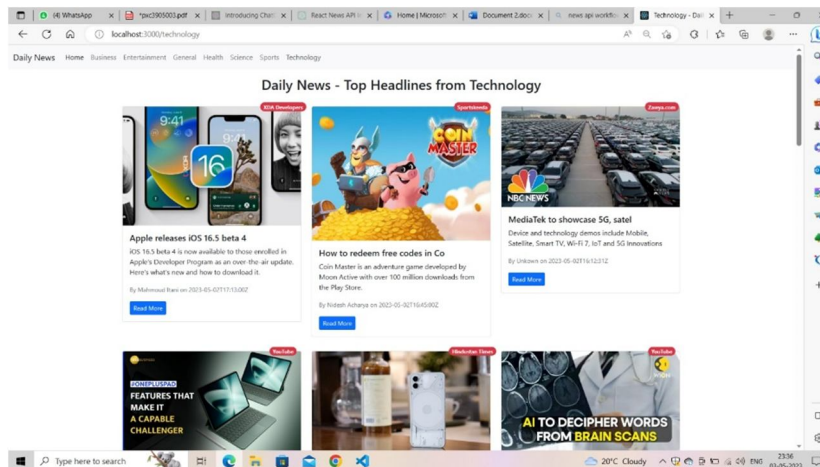 (4) WhatsApp
*pxc3905003.pdf
Introducing Chat
React News API i
Home | Microsoft
Document 2.docx
news api workflow
Technology - Dail
localhost:3000/technology
Daily News Home Business Entertainment General Health Science Sports Technology
Daily News - Top Headlines from Technology
XDA Developers
Sportskeeda
Zawya.com
9:41
9:41
16
COIN
MASTER
NBC NEWS
Apple releases iOS 16.5 beta 4
iOS 16.5 beta 4 is now available to those enrolled in
Apple's Developer Program as an over-the-air update.
Here's what's new and how to download it.
By Mahmoud Itani on 2023-05-02T17:13:00Z
Read More
How to redeem free codes in Co
Coin Master is an adventure game developed by
Moon Active with over 100 million downloads from
the Play Store.
By Nidesh Acharya on 2023-05-02T16:45:00Z
Read More
MediaTek to showcase 5G, satel
Device and technology demos include Mobile,
Satellite, Smart TV, Wi-Fi 7, IoT and 5G Innovations
By Unkown on 2023-05-02T16:12:31Z
Read More
YouTube
Hindustan Times
YouTube
#ONEPLUSPAD
FEATURES THAT
MAKE IT
A CAPABLE
CHALLENGER
AI TO DECIPHER WORDS
FROM BRAIN SCANS
Type here to search
20°C Cloudy
ENG
23:36
02-05-2023